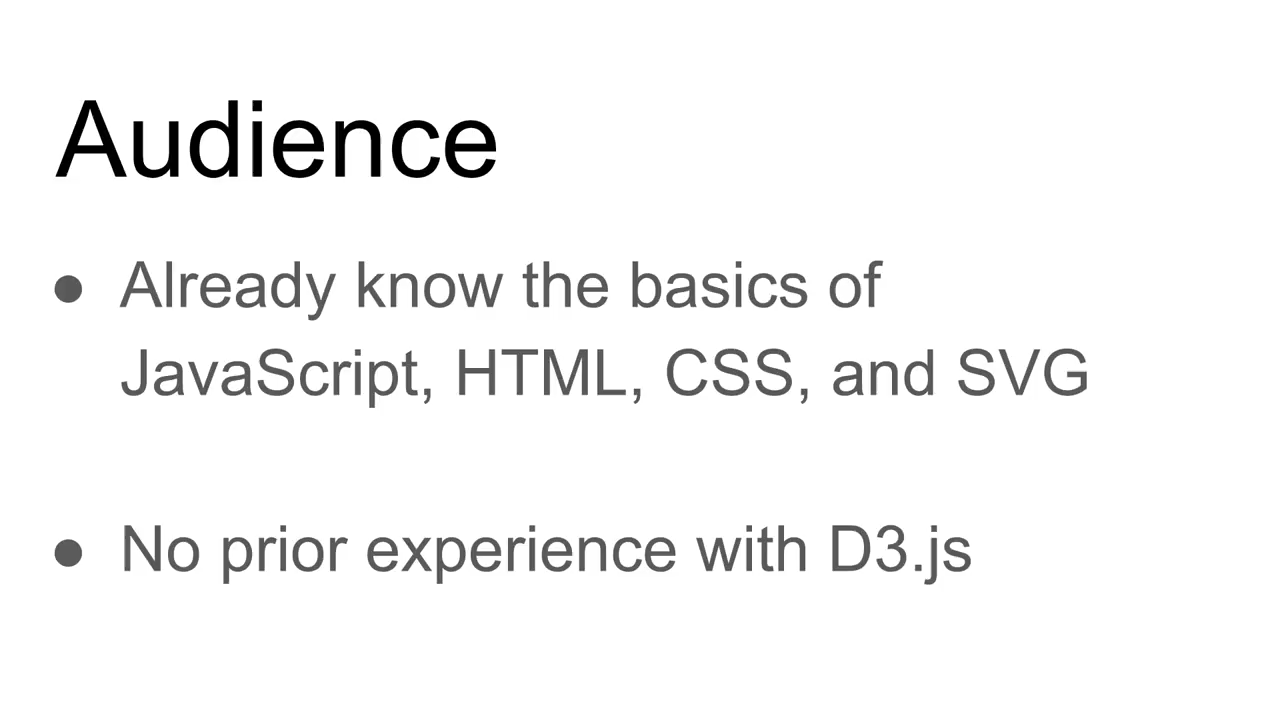 Audience
● Already know the basics of
JavaScript, HTML, CSS, and SVG
● No prior experience with D3.js